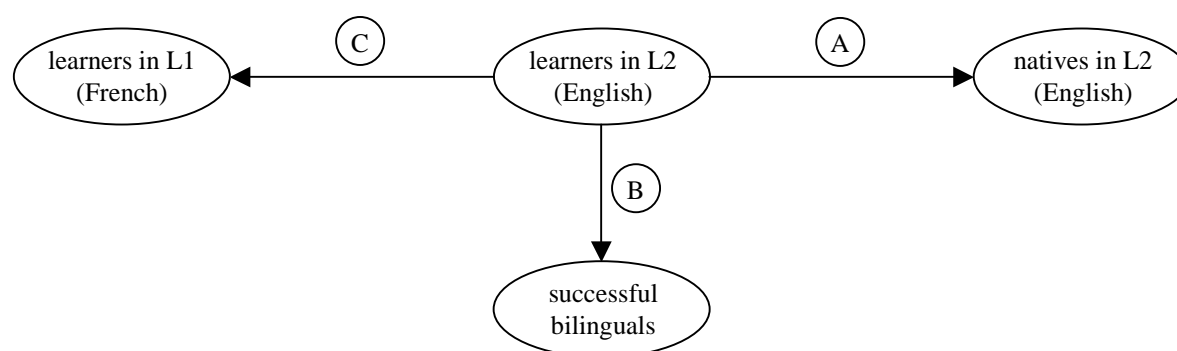 C
A
learners in L1
(French)
learners in L2
(English)
natives in L2
(English)
B
successful
bilinguals